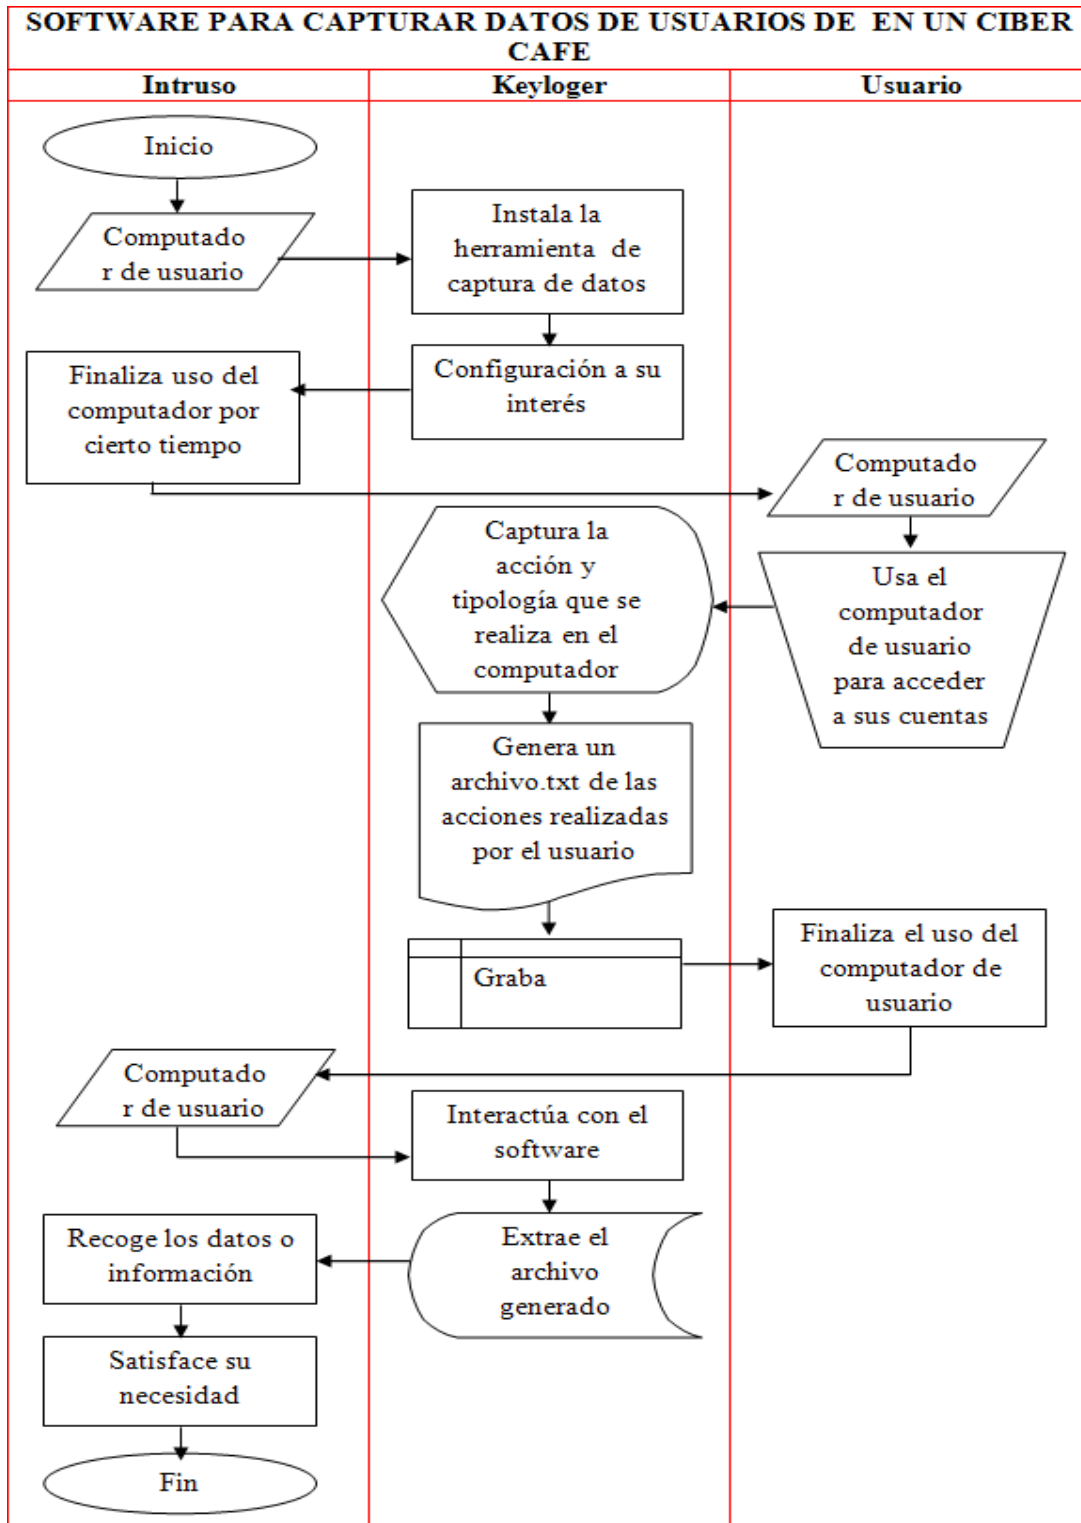 SOFTWARE PARA CAPTURAR DATOS DE USUARIOS DE EN UN CIBER
CAFE
Intruso
Keyloger
Usuario
Inicio
Computado
r de usuario
Instala la
herramienta de
captura de datos
Configuración a su
interés
Finaliza uso del
computador por
cierto tiempo
Computado
r de usuario
Usa el
computador
de usuario
para acceder
a sus cuentas
Captura la
acción y
tipología que se
realiza en el
computador
Genera un
archivo.txt de las
acciones realizadas
por el usuario
Graba
Finaliza el uso del
computador de
usuario
Computado
r de usuario
Interactúa con el
software
Extrae el
archivo
generado
Recoge los datos o
información
Satisface su
necesidad
Fin